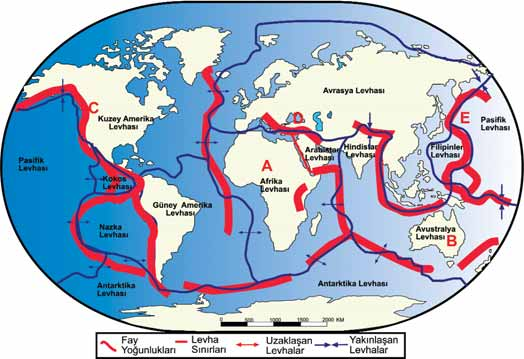 Avrasya Levhası
C
Kuzey Amerika
Levhası
D
E
Pasifik
Levhası
Arabistan
Levhası
Hindistan
Levhası
Filipinler
Levhası
Pasifik Levhası
Kokos
Levhası
A
Afrika
Levhası
Güney Amerika
Levhası
Nazka
Levhası
Avustralya
Levhası
B
Antarktika
Levhası
Antarktika Levhası
0 500 1000 1500 2000 KM
Fay
Yoğunlukları
Levha
Sınırları
Uzaklaşan
Levhalar
Yakınlaşan
Levhalar